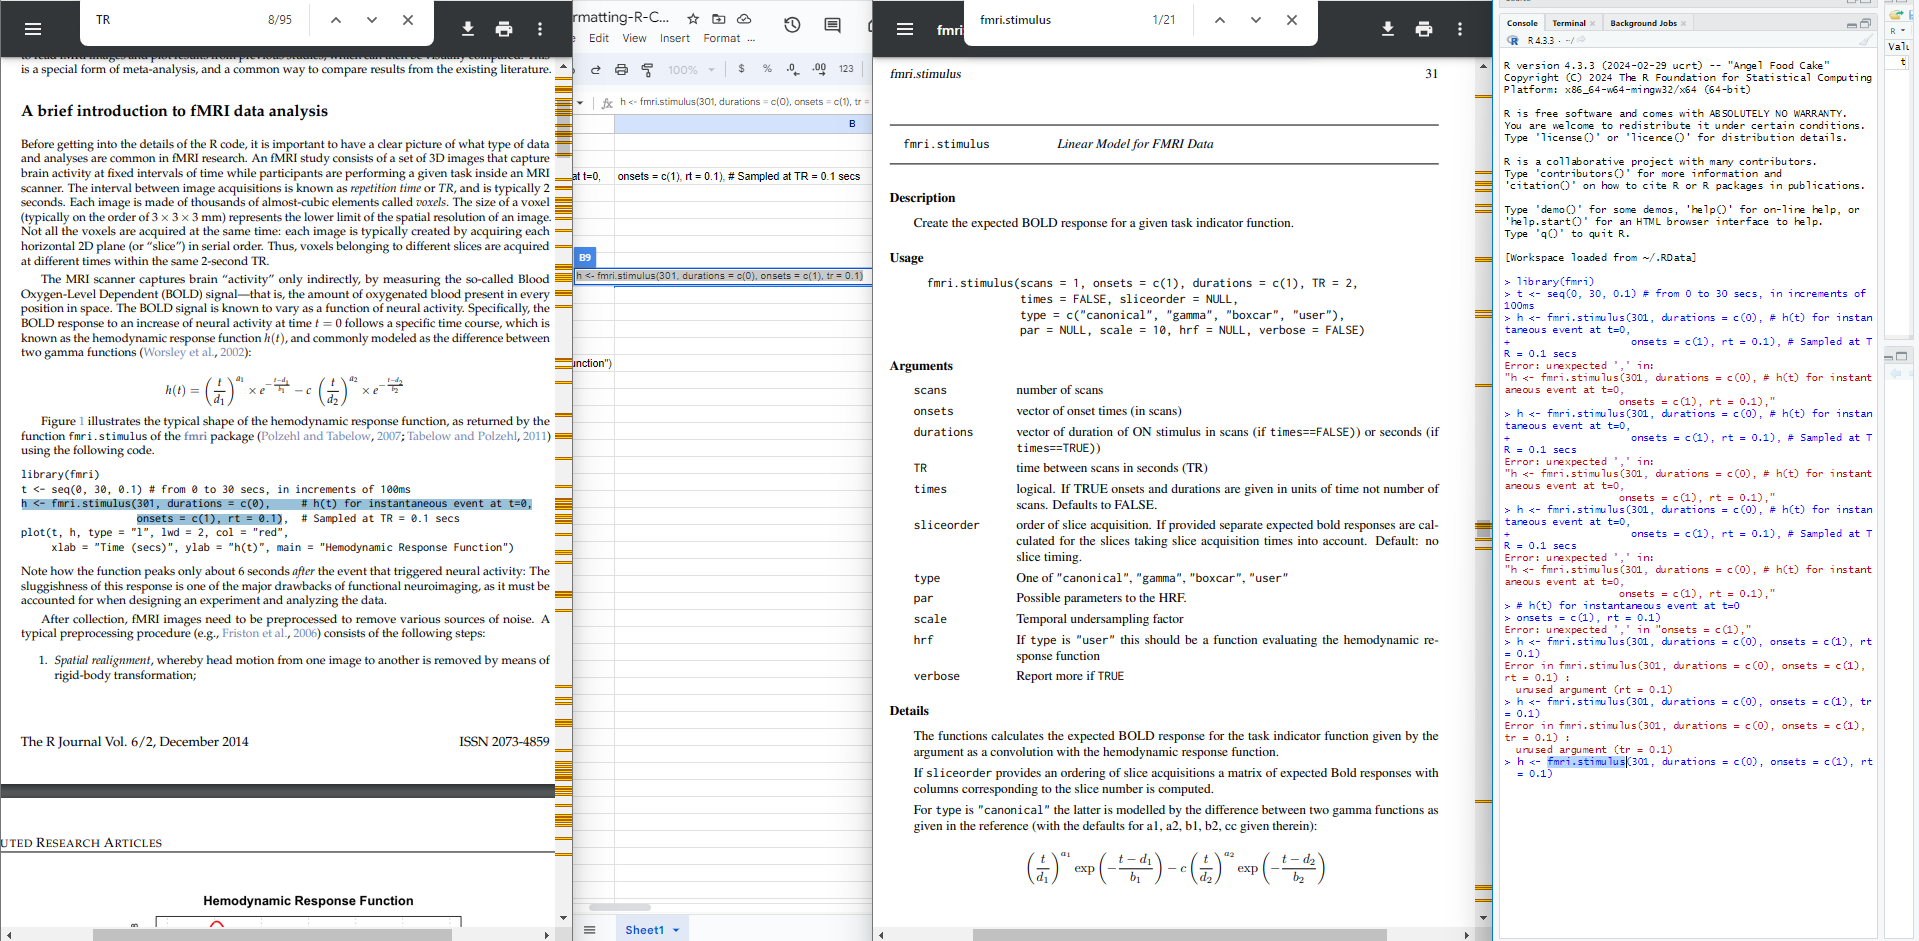 TR
8/95
to read fMRI images and plot results from previous studies, which can then be visually compared. This
is a special form of meta-analysis, and a common way to compare results from the existing literature.
A brief introduction to fMRI data analysis
Before getting into the details of the R code, it is important to have a clear picture of what type of data
and analyses are common in fMRI research. An fMRI study consists of a set of 3D images that capture
brain activity at fixed intervals of time while participants are performing a given task inside an MRI
scanner. The interval between image acquisitions is known as repetition time or TR, and is typically 2
seconds. Each image is made of thousands of almost-cubic elements called voxels. The size of a voxel
(typically on the order of 3 × 3 × 3 mm) represents the lower limit of the spatial resolution of an image.
Not all the voxels are acquired at the same time: each image is typically created by acquiring each
horizontal 2D plane (or “slice”) in serial order. Thus, voxels belonging to different slices are acquired
at different times within the same 2-second TR.
The MRI scanner captures brain “activity” only indirectly, by measuring the so-called Blood
Oxygen-Level Dependent (BOLD) signal—that is, the amount of oxygenated blood present in every
position in space. The BOLD signal is known to vary as a function of neural activity. Specifically, the
BOLD response to an increase of neural activity at time t = 0 follows a specific time course, which is
known as the hemodynamic response function h(t), and commonly modeled as the difference between
two gamma functions (Worsley et al., 2002):
h(t) = (t/d1)^a1 × e^−(t−d1)/b1 − c (t/d2)^a2 × e^−(t−d2)/b2
Figure 1 illustrates the typical shape of the hemodynamic response function, as returned by the
function fmri.stimulus of the fmri package (Polzehl and Tabelow, 2007; Tabelow and Polzehl, 2011)
using the following code.
library(fmri)
t <- seq(0, 30, 0.1) # from 0 to 30 secs, in increments of 100ms
h <- fmri.stimulus(301, durations = c(0), # h(t) for instantaneous event at t=0,
onsets = c(1), rt = 0.1), # Sampled at TR = 0.1 secs
plot(t, h, type = "l", lwd = 2, col = "red",
xlab = "Time (secs)", ylab = "h(t)", main = "Hemodynamic Response Function")
Note how the function peaks only about 6 seconds after the event that triggered neural activity: The
sluggishness of this response is one of the major drawbacks of functional neuroimaging, as it must be
accounted for when designing an experiment and analyzing the data.
After collection, fMRI images need to be preprocessed to remove various sources of noise. A
typical preprocessing procedure (e.g., Friston et al., 2006) consists of the following steps:
1. Spatial realignment, whereby head motion from one image to another is removed by means of
rigid-body transformation;
The R Journal Vol. 6/2, December 2014 ISSN 2073-4859
UTED RESEARCH ARTICLES
Hemodynamic Response Function
rmatting-R-C...
Edit View Insert Format ...
100% $ % .0 .00 123
fx h <- fmri.stimulus(301, durations = c(0), onsets = c(1), tr =
B
at t=0, onsets = c(1), rt = 0.1), # Sampled at TR = 0.1 secs
B9
h <- fmri.stimulus(301, durations = c(0), onsets = c(1), tr = 0.1)
unction")
Sheet1
fmri
fmri.stimulus
1/21
fmri.stimulus 31
fmri.stimulus Linear Model for FMRI Data
Description
Create the expected BOLD response for a given task indicator function.
Usage
fmri.stimulus(scans = 1, onsets = c(1), durations = c(1), TR = 2,
times = FALSE, sliceorder = NULL,
type = c("canonical", "gamma", "boxcar", "user"),
par = NULL, scale = 10, hrf = NULL, verbose = FALSE)
Arguments
scans number of scans
onsets vector of onset times (in scans)
durations vector of duration of ON stimulus in scans (if times==FALSE)) or seconds (if
times==TRUE))
TR time between scans in seconds (TR)
times logical. If TRUE onsets and durations are given in units of time not number of
scans. Defaults to FALSE.
sliceorder order of slice acquisition. If provided separate expected bold responses are cal-
culated for the slices taking slice acquisition times into account. Default: no
slice timing.
type One of "canonical", "gamma", "boxcar", "user"
par Possible parameters to the HRF.
scale Temporal undersampling factor
hrf If type is "user" this should be a function evaluating the hemodynamic re-
sponse function
verbose Report more if TRUE
Details
The functions calculates the expected BOLD response for the task indicator function given by the
argument as a convolution with the hemodynamic response function.
If sliceorder provides an ordering of slice acquisitions a matrix of expected Bold responses with
columns corresponding to the slice number is computed.
For type is "canonical" the latter is modelled by the difference between two gamma functions as
given in the reference (with the defaults for a1, a2, b1, b2, cc given therein):
(t/d1)^a1 exp(−(t−d1)/b1) − c (t/d2)^a2 exp(−(t−d2)/b2)
Console Terminal × Background Jobs ×
R 4.3.3 · ~/
R version 4.3.3 (2024-02-29 ucrt) -- "Angel Food Cake"
Copyright (C) 2024 The R Foundation for Statistical Computing
Platform: x86_64-w64-mingw32/x64 (64-bit)
R is free software and comes with ABSOLUTELY NO WARRANTY.
You are welcome to redistribute it under certain conditions.
Type 'license()' or 'licence()' for distribution details.
R is a collaborative project with many contributors.
Type 'contributors()' for more information and
'citation()' on how to cite R or R packages in publications.
Type 'demo()' for some demos, 'help()' for on-line help, or
'help.start()' for an HTML browser interface to help.
Type 'q()' to quit R.
[Workspace loaded from ~/.RData]
> library(fmri)
> t <- seq(0, 30, 0.1) # from 0 to 30 secs, in increments of
100ms
> h <- fmri.stimulus(301, durations = c(0), # h(t) for instan
taneous event at t=0,
+ onsets = c(1), rt = 0.1), # Sampled at T
R = 0.1 secs
Error: unexpected ',' in:
"h <- fmri.stimulus(301, durations = c(0), # h(t) for instant
aneous event at t=0,
onsets = c(1), rt = 0.1),"
> h <- fmri.stimulus(301, durations = c(0), # h(t) for instan
taneous event at t=0,
+ onsets = c(1), rt = 0.1), # Sampled at T
R = 0.1 secs
Error: unexpected ',' in:
"h <- fmri.stimulus(301, durations = c(0), # h(t) for instant
aneous event at t=0,
onsets = c(1), rt = 0.1),"
> h <- fmri.stimulus(301, durations = c(0), # h(t) for instan
taneous event at t=0,
+ onsets = c(1), rt = 0.1), # Sampled at T
R = 0.1 secs
Error: unexpected ',' in:
"h <- fmri.stimulus(301, durations = c(0), # h(t) for instant
aneous event at t=0,
onsets = c(1), rt = 0.1),"
> # h(t) for instantaneous event at t=0
> onsets = c(1), rt = 0.1)
Error: unexpected ',' in "onsets = c(1),"
> h <- fmri.stimulus(301, durations = c(0), onsets = c(1), rt
= 0.1)
Error in fmri.stimulus(301, durations = c(0), onsets = c(1),
rt = 0.1) :
unused argument (rt = 0.1)
> h <- fmri.stimulus(301, durations = c(0), onsets = c(1), tr
= 0.1)
Error in fmri.stimulus(301, durations = c(0), onsets = c(1),
tr = 0.1) :
unused argument (tr = 0.1)
> h <- fmri.stimulus(301, durations = c(0), onsets = c(1), rt
= 0.1)
R
Valu
t